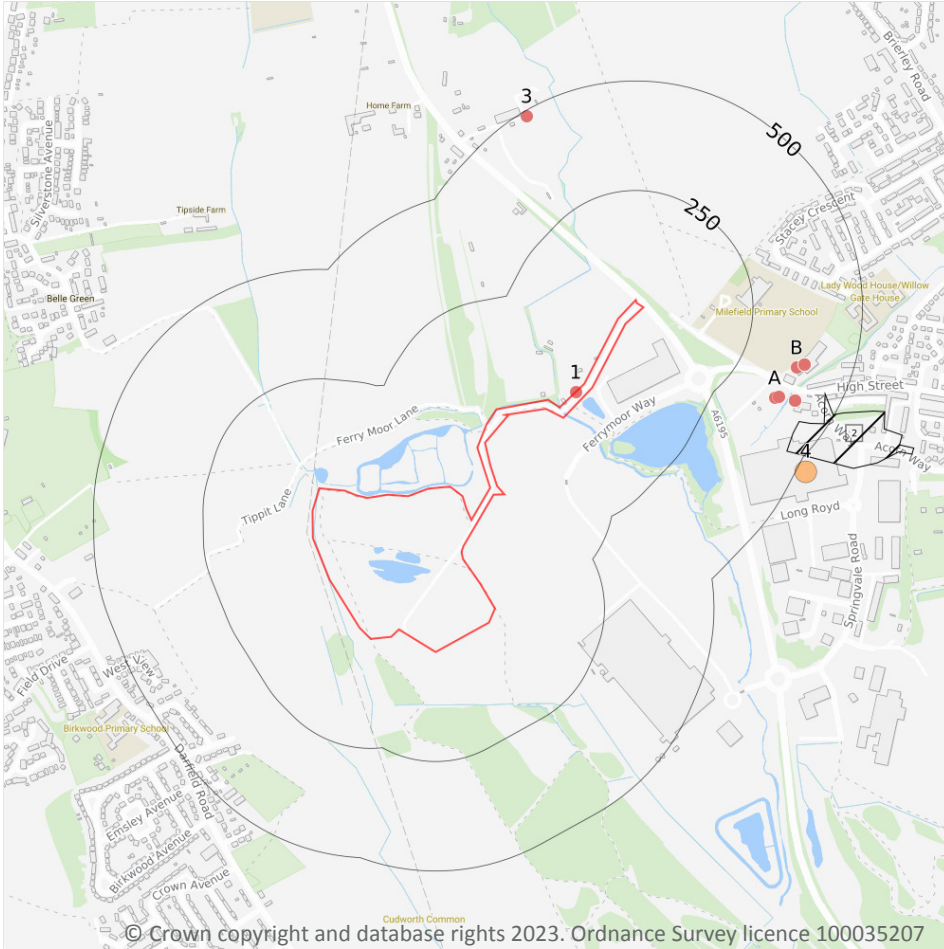 3
500
250
Brierley Road
Home Farm
Silverstone Avenue
Tipside Farm
Stacey Crescent
Belle Green
Lady Wood House/Willow
Gate House
Milefield Primary School
B
1
A
High Street
Ferrymoor Way
A6195
Acorn Way
2
Acorn Way
Ferry Moor Lane
4
Tippit Lane
Long Royd
Springvale Road
West View
Field Drive
Birkwood Primary School
Darfield Road
Emsley Avenue
Birkwood Avenue
Crown Avenue
Cudworth Common
© Crown copyright and database rights 2023. Ordnance Survey licence 100035207